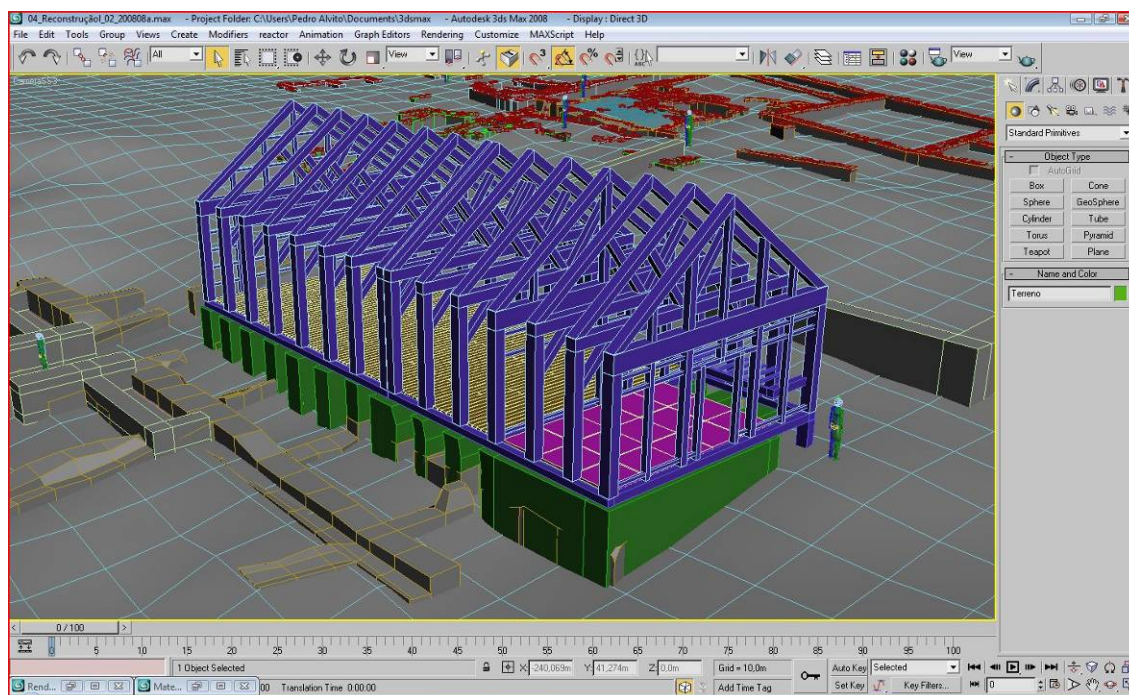 04_Reconstruçãol_02_200808a.max - Project Folder: C:\Users\Pedro Alvito\Documents\3dsmax - Autodesk 3ds Max 2008 - Display : Direct 3D
File Edit Tools Group Views Create Modifiers reactor Animation Graph Editors Rendering Customize MAXScript Help
All View View
Standard Primitives
- Object Type
AutoGrid
Box Cone
Sphere GeoSphere
Cylinder Tube
Torus Pyramid
Teapot Plane
- Name and Color
Terreno
< 0 / 100 >
0 5 10 15 20 25 30 35 40 45 50 55 60 65 70 75 80 85 90 95 100
1 Object Selected X: -240,069m Y: 41,274m Z: 0,0m Grid = 10,0m Auto Key Selected
Rend... Mate... 00 Translation Time 0:00:00 Add Time Tag Set Key Key Filters... 0